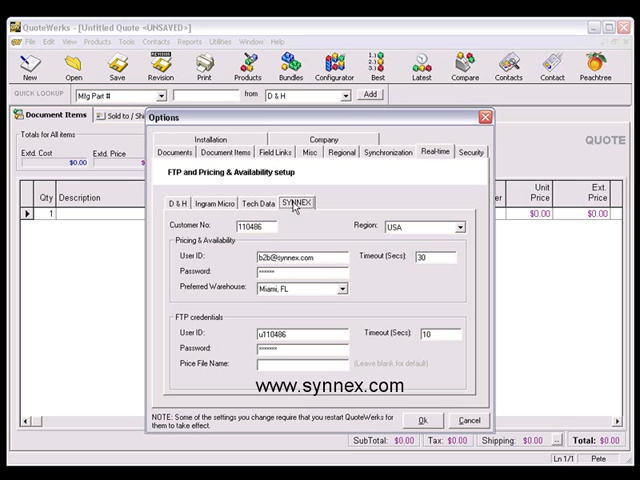 QuoteWerks - [Untitled Quote <UNSAVED>]
File Edit View Products Tools Contacts Reports Utilities Window Help
New Open Save Revision Print Products Bundles Configurator Best Latest Compare Contacts Contact Peachtree
QUICK LOOKUP Mfg Part # from D & H Add
Document Items Sold to / Sh
Totals for All items
Extd. Cost Extd. Price
$0.00
QUOTE
Qty Description Unit Price Ext. Price
1 $0.00 $0.00
Options
Installation Company
Documents Document Items Field Links Misc Regional Synchronization Real-time Security
FTP and Pricing & Availability setup
D & H Ingram Micro Tech Data SYNNEX
Customer No: 110486 Region: USA
Pricing & Availability
User ID: b2b@synnex.com Timeout (Secs): 30
Password: ××××××
Preferred Warehouse: Miami, FL
FTP credentials
User ID: u110486 Timeout (Secs): 10
Password: ××××××
Price File Name: (Leave blank for default)
www.synnex.com
NOTE: Some of the settings you change require that you restart QuoteWerks for
them to take effect.
Ok Cancel
SubTotal: $0.00 Tax: $0.00 Shipping: $0.00 ... Total: $0.00
Ln 1/1 Pete